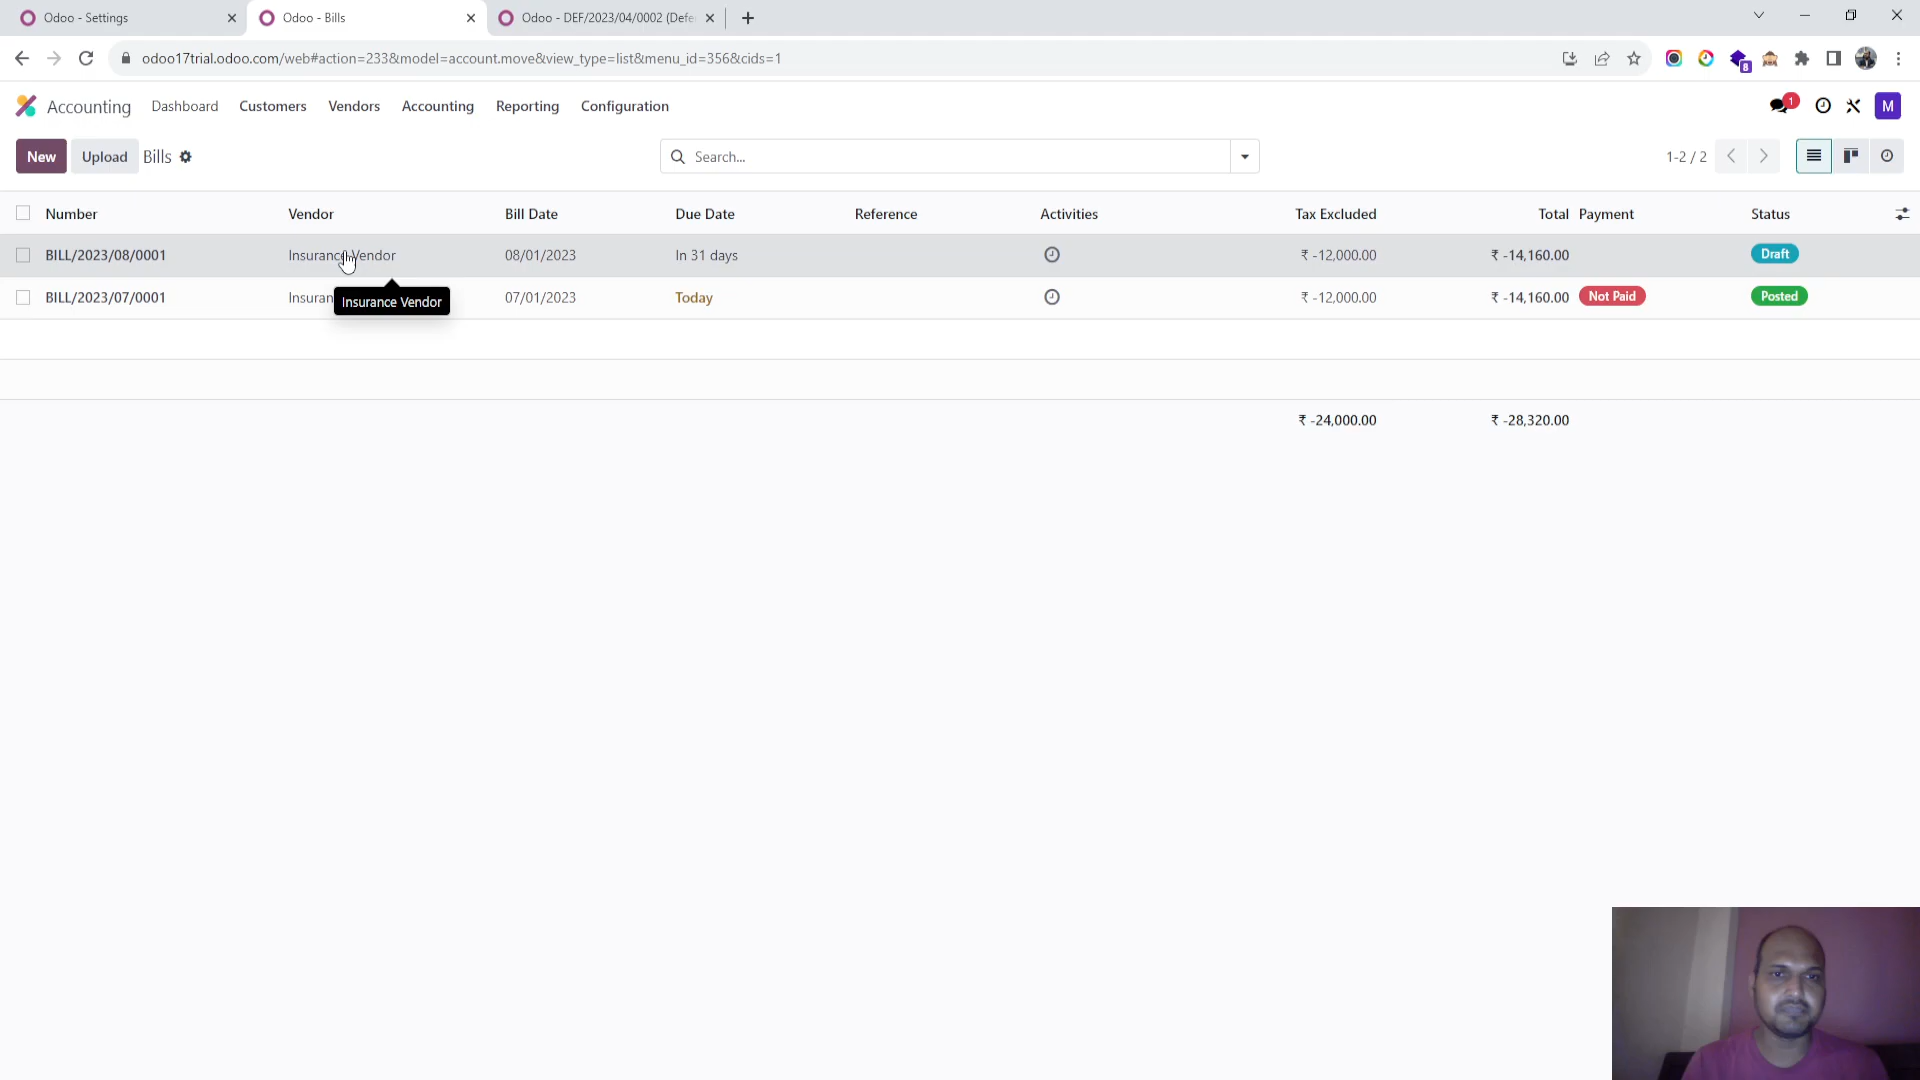 Odoo - Settings
Odoo - Bills
Odoo - DEF/2023/04/0002 (Defe
odoo17trial.odoo.com/web#action=233&model=account.move&view_type=list&menu_id=356&cids=1
8
Accounting Dashboard Customers Vendors Accounting Reporting Configuration
1
M
New Upload Bills
Search...
1-2 / 2
Number Vendor Bill Date Due Date Reference Activities Tax Excluded Total Payment Status
BILL/2023/08/0001 Insurance Vendor 08/01/2023 In 31 days ₹ -12,000.00 ₹ -14,160.00 Draft
BILL/2023/07/0001 Insuran 07/01/2023 Today ₹ -12,000.00 ₹ -14,160.00 Not Paid Posted
Insurance Vendor
₹ -24,000.00 ₹ -28,320.00